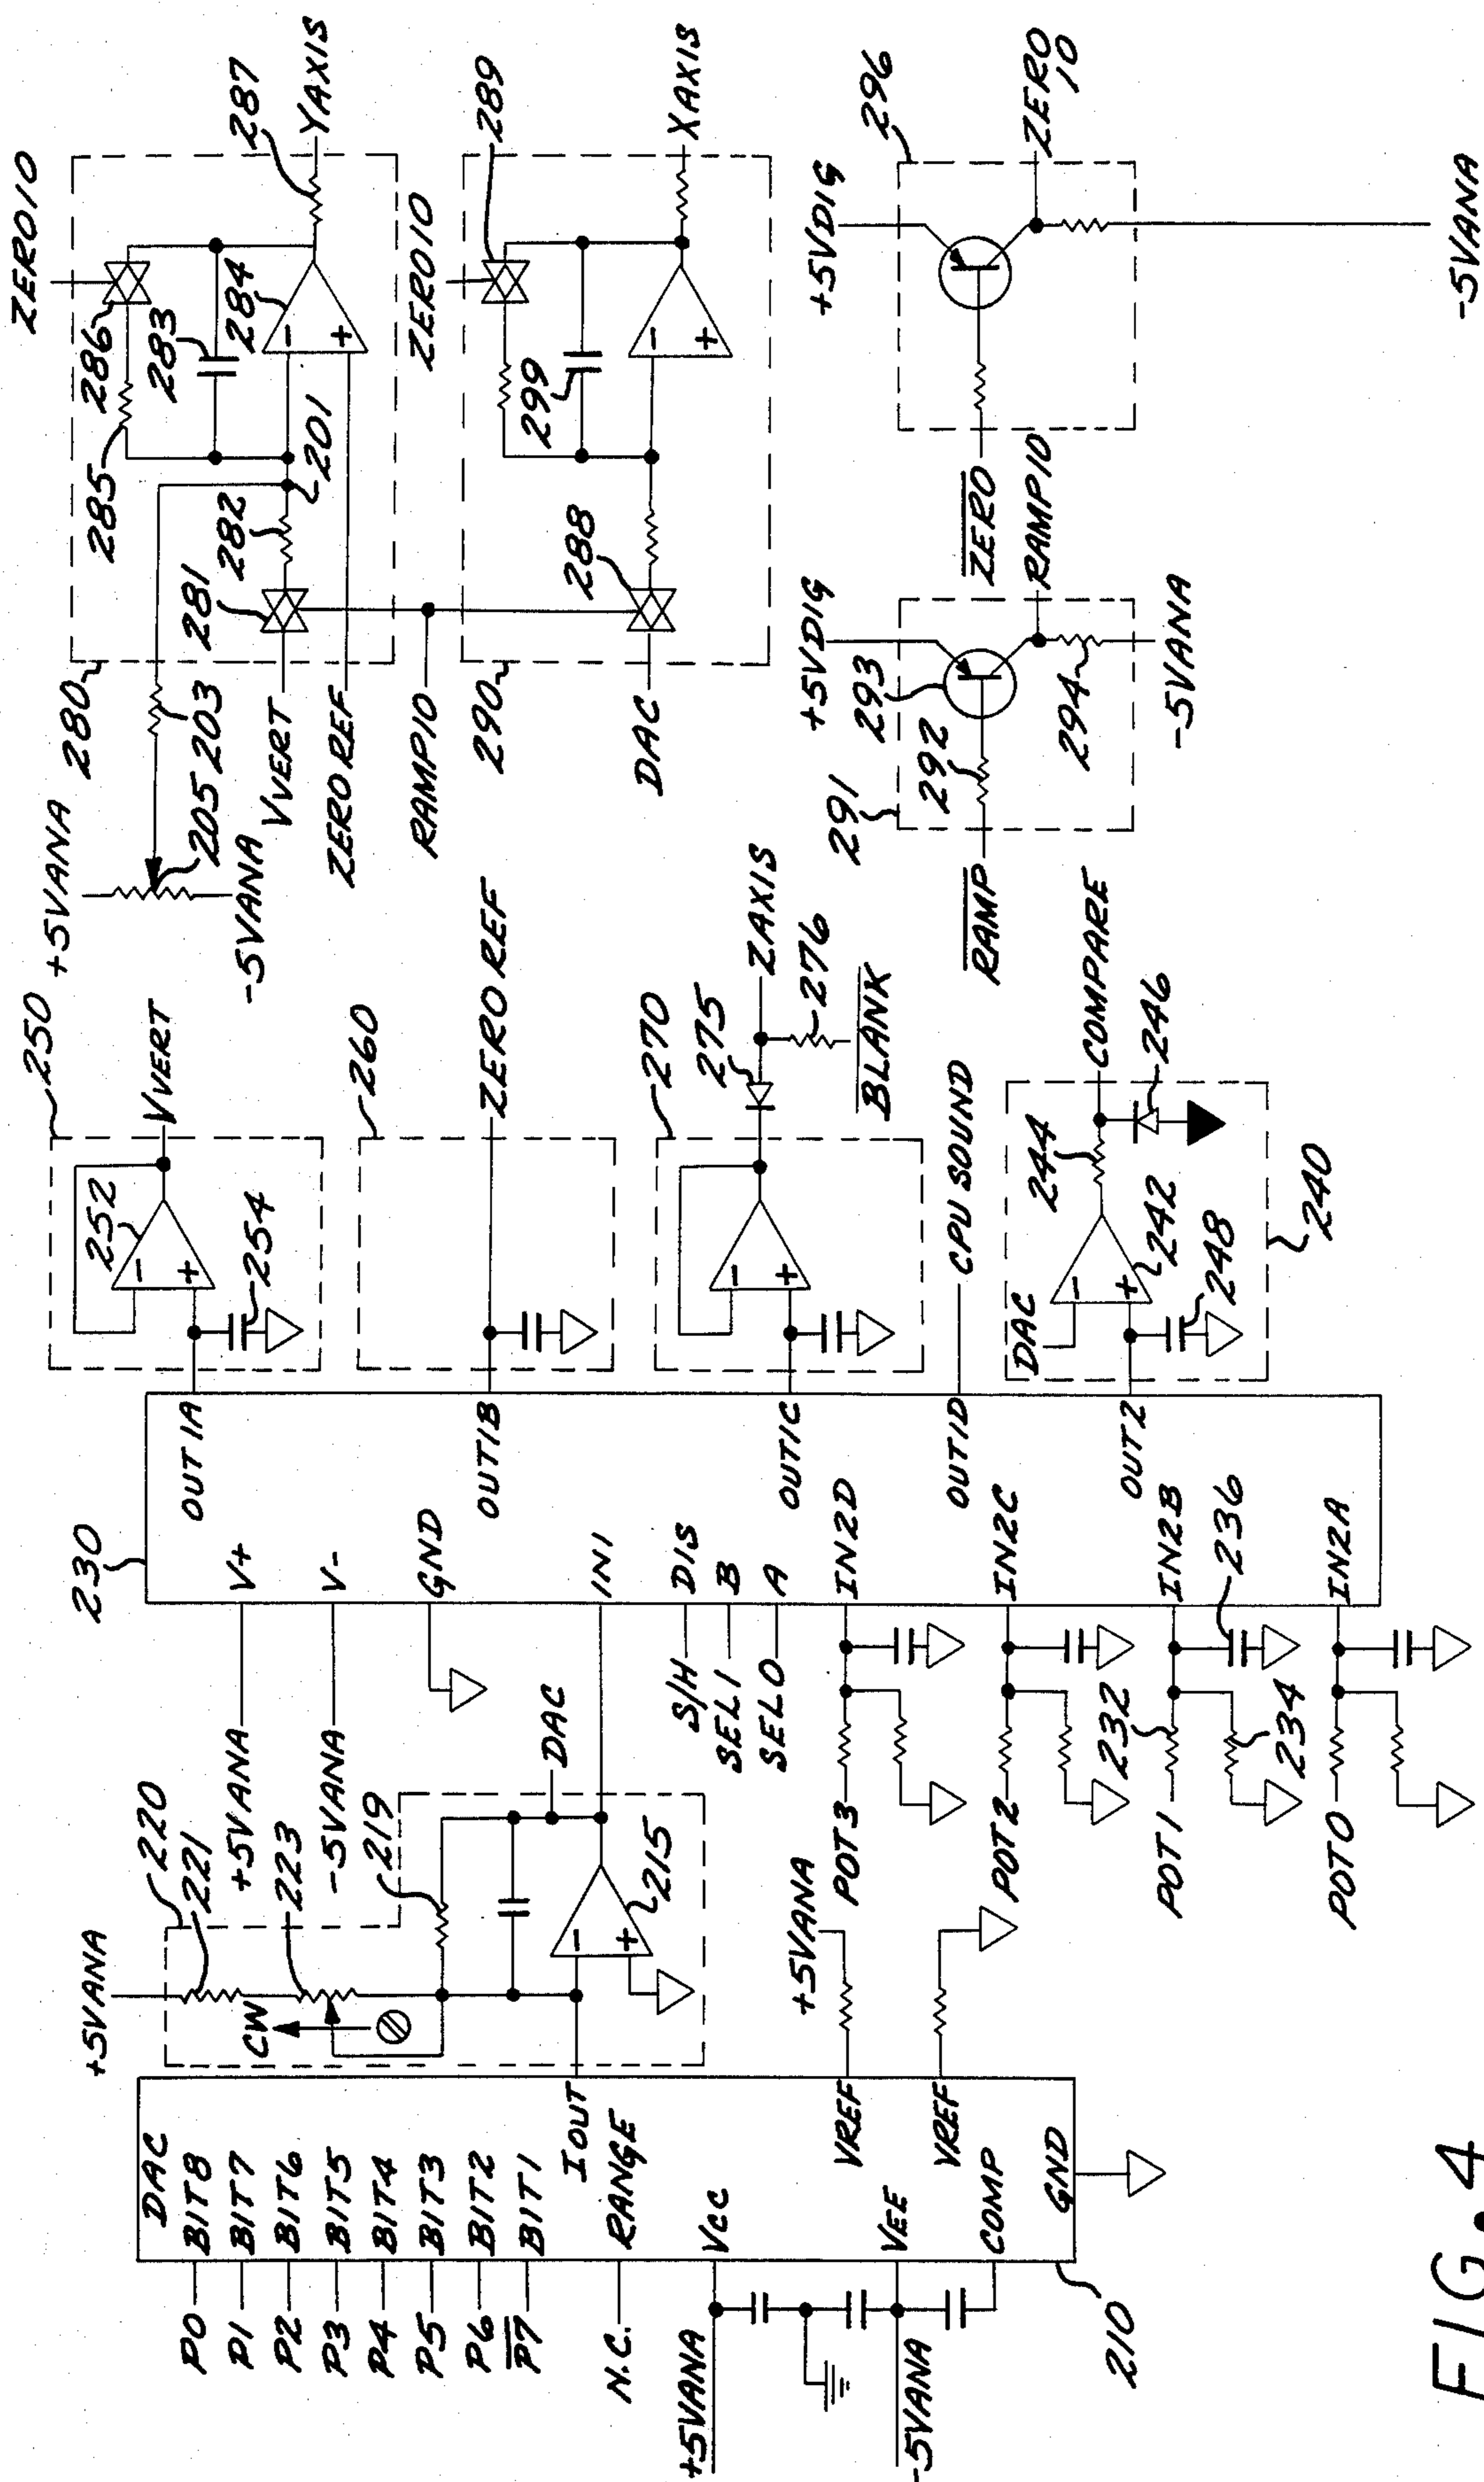 FIG. 4
DAC
P0 BIT8
P1 BIT7
P2 BIT6
P3 BIT5
P4 BIT4
P5 BIT3
P6 BIT2
P̅7̅ BIT1
IOUT
N.C. RANGE
+5VANA VCC
VREF
VREF
-5VANA VEE
COMP
GND
210
+5VANA
220
221
223
CW
219
215
DAC
+5VANA
+5VANA V+
-5VANA V-
GND
IN1
S/H DIS
SEL1 B
SEL0 A
POT3 IN2D
POT2 IN2C
232
POT1 IN2B
234
236
POT0 IN2A
230
OUT1A
OUT1B
OUT1C
OUT1D
OUT2
250
252
-
+
254
VVERT
260
ZERO REF
270
-
+
275
ZAXIS
276
B̅L̅A̅N̅K̅
CPU SOUND
DAC
-
+
242
244
246
248
240
COMPARE
+5VANA
205
-5VANA
203
280
VVERT
ZERO REF
RAMP10
281
282
201
285
286
283
284
-
+
ZERO10
287
YAXIS
290
DAC
288
299
-
+
ZERO10
289
XAXIS
291
R̅A̅M̅P̅
292
293
+5VDIG
294
-5VANA
RAMP10
Z̅E̅R̅O̅
+5VDIG
296
ZERO
10
-5VANA
-
+